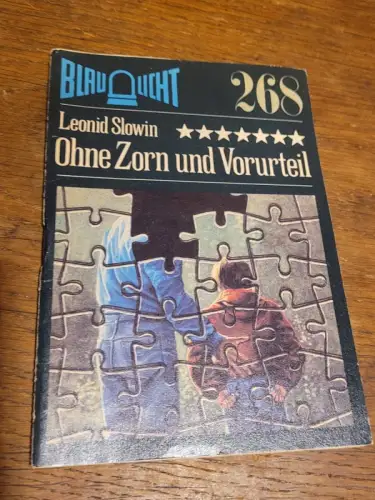 BLAULICHT
268
Leonid Slowin
Ohne Zorn und Vorurteil